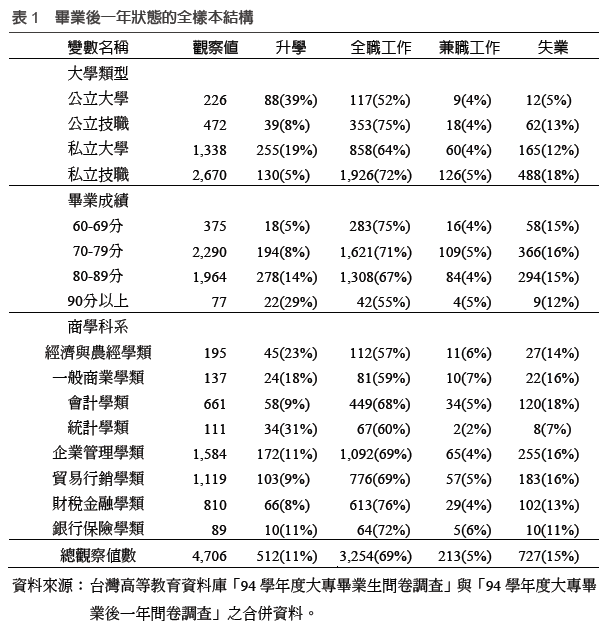 表 1　畢業後一年狀態的全樣本結構
變數名稱 觀察值 升學 全職工作 兼職工作 失業
大學類型
公立大學 226 88(39%) 117(52%) 9(4%) 12(5%)
公立技職 472 39(8%) 353(75%) 18(4%) 62(13%)
私立大學 1,338 255(19%) 858(64%) 60(4%) 165(12%)
私立技職 2,670 130(5%) 1,926(72%) 126(5%) 488(18%)
畢業成績
60-69分 375 18(5%) 283(75%) 16(4%) 58(15%)
70-79分 2,290 194(8%) 1,621(71%) 109(5%) 366(16%)
80-89分 1,964 278(14%) 1,308(67%) 84(4%) 294(15%)
90分以上 77 22(29%) 42(55%) 4(5%) 9(12%)
商學科系
經濟與農經學類 195 45(23%) 112(57%) 11(6%) 27(14%)
一般商業學類 137 24(18%) 81(59%) 10(7%) 22(16%)
會計學類 661 58(9%) 449(68%) 34(5%) 120(18%)
統計學類 111 34(31%) 67(60%) 2(2%) 8(7%)
企業管理學類 1,584 172(11%) 1,092(69%) 65(4%) 255(16%)
貿易行銷學類 1,119 103(9%) 776(69%) 57(5%) 183(16%)
財稅金融學類 810 66(8%) 613(76%) 29(4%) 102(13%)
銀行保險學類 89 10(11%) 64(72%) 5(6%) 10(11%)
總觀察值數 4,706 512(11%) 3,254(69%) 213(5%) 727(15%)
資料來源：台灣高等教育資料庫「94 學年度大專畢業生問卷調查」與「94 學年度大專畢
業後一年問卷調查」之合併資料。